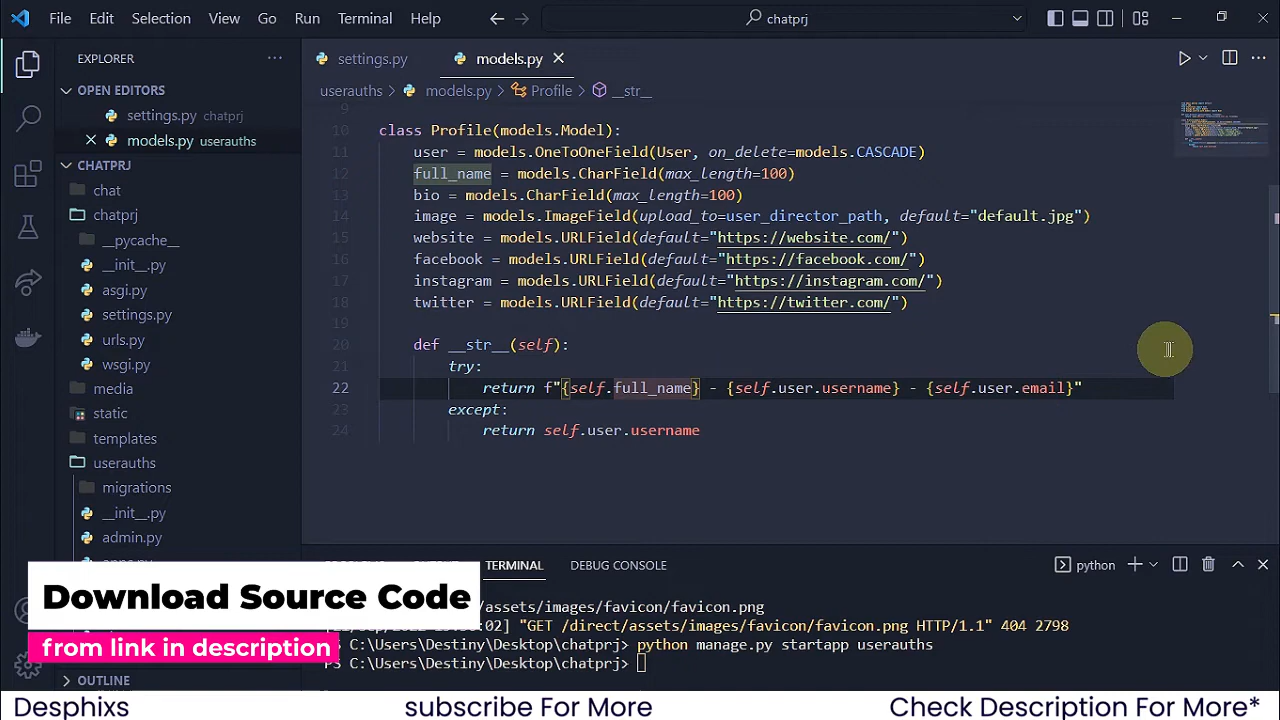 File Edit Selection View Go Run Terminal Help chatprj
EXPLORER
settings.py models.py
OPEN EDITORS
userauths > models.py > Profile > __str__
settings.py chatprj
models.py userauths
CHATPRJ
chat
chatprj
__pycache__
__init__.py
asgi.py
settings.py
urls.py
wsgi.py
media
static
templates
userauths
migrations
__init__.py
admin.py
OUTLINE
9
10 class Profile(models.Model):
11 user = models.OneToOneField(User, on_delete=models.CASCADE)
12 full_name = models.CharField(max_length=100)
13 bio = models.CharField(max_length=100)
14 image = models.ImageField(upload_to=user_director_path, default="default.jpg")
15 website = models.URLField(default="https://website.com/")
16 facebook = models.URLField(default="https://facebook.com/")
17 instagram = models.URLField(default="https://instagram.com/")
18 twitter = models.URLField(default="https://twitter.com/")
19
20 def __str__(self):
21 try:
22 return f"{self.full_name} - {self.user.username} - {self.user.email}"
23 except:
24 return self.user.username
TERMINAL DEBUG CONSOLE python
/assets/images/favicon/favicon.png
"GET /direct/assets/images/favicon/favicon.png HTTP/1.1" 404 2798
PS C:\Users\Destiny\Desktop\chatprj> python manage.py startapp userauths
PS C:\Users\Destiny\Desktop\chatprj>
Download Source Code
from link in description
Desphixs subscribe For More Check Description For More*